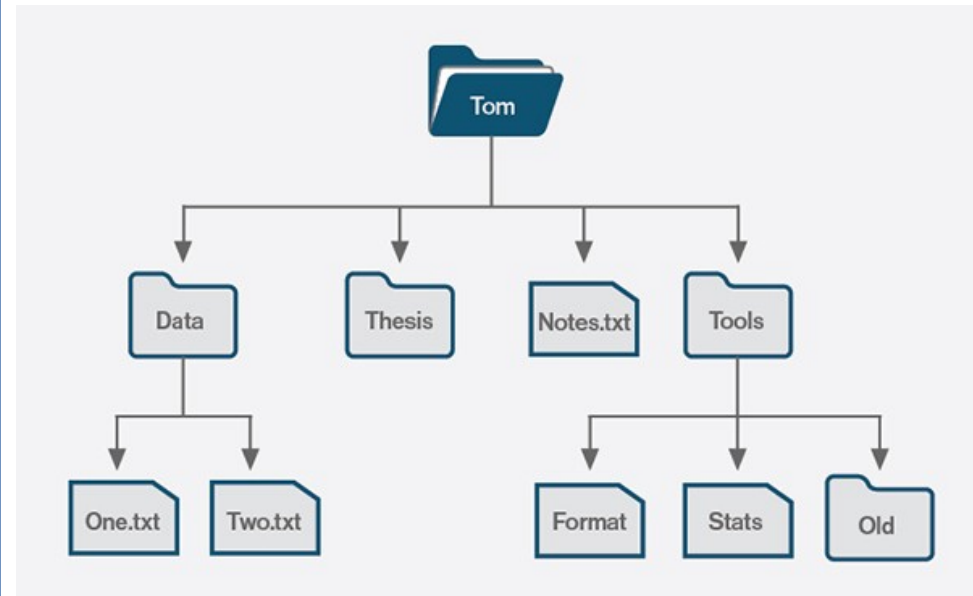 Tom
Data
Thesis
Notes.txt
Tools
One.txt
Two.txt
Format
Stats
Old